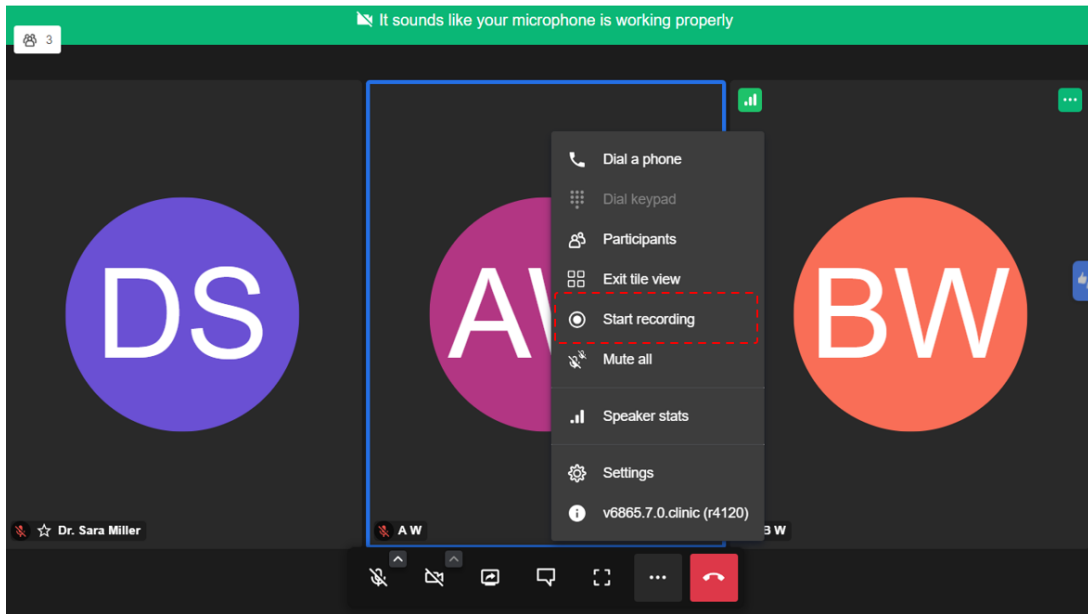 It sounds like your microphone is working properly
3
DS
AW
BW
Dial a phone
Dial keypad
Participants
Exit tile view
Start recording
Mute all
Speaker stats
Settings
v6865.7.0.clinic (r4120)
Dr. Sara Miller
A W
B W